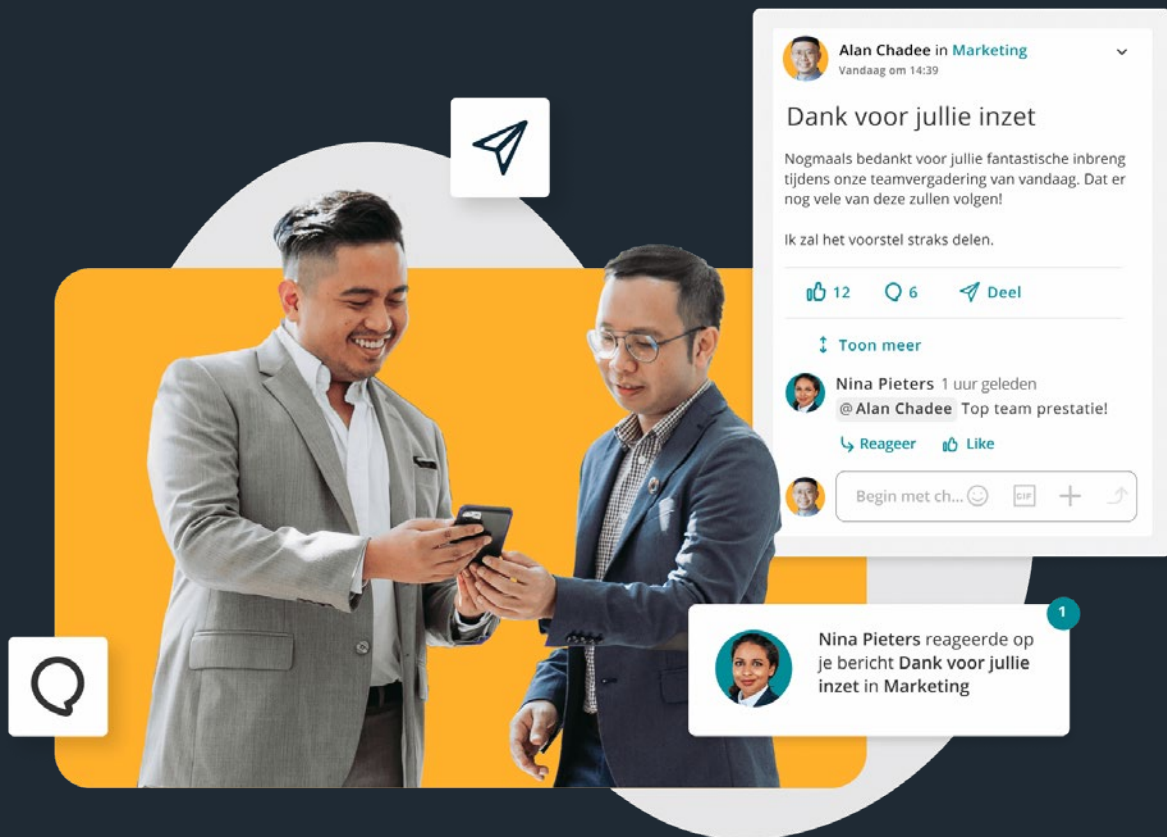 Alan Chadee in Marketing
Vandaag om 14:39
Dank voor jullie inzet
Nogmaals bedankt voor jullie fantastische inbreng
tijdens onze teamvergadering van vandaag. Dat er
nog vele van deze zullen volgen!
Ik zal het voorstel straks delen.
12 6 Deel
Toon meer
Nina Pieters 1 uur geleden
@Alan Chadee Top team prestatie!
Reageer Like
Begin met ch... GIF
1
Nina Pieters reageerde op
je bericht Dank voor jullie
inzet in Marketing